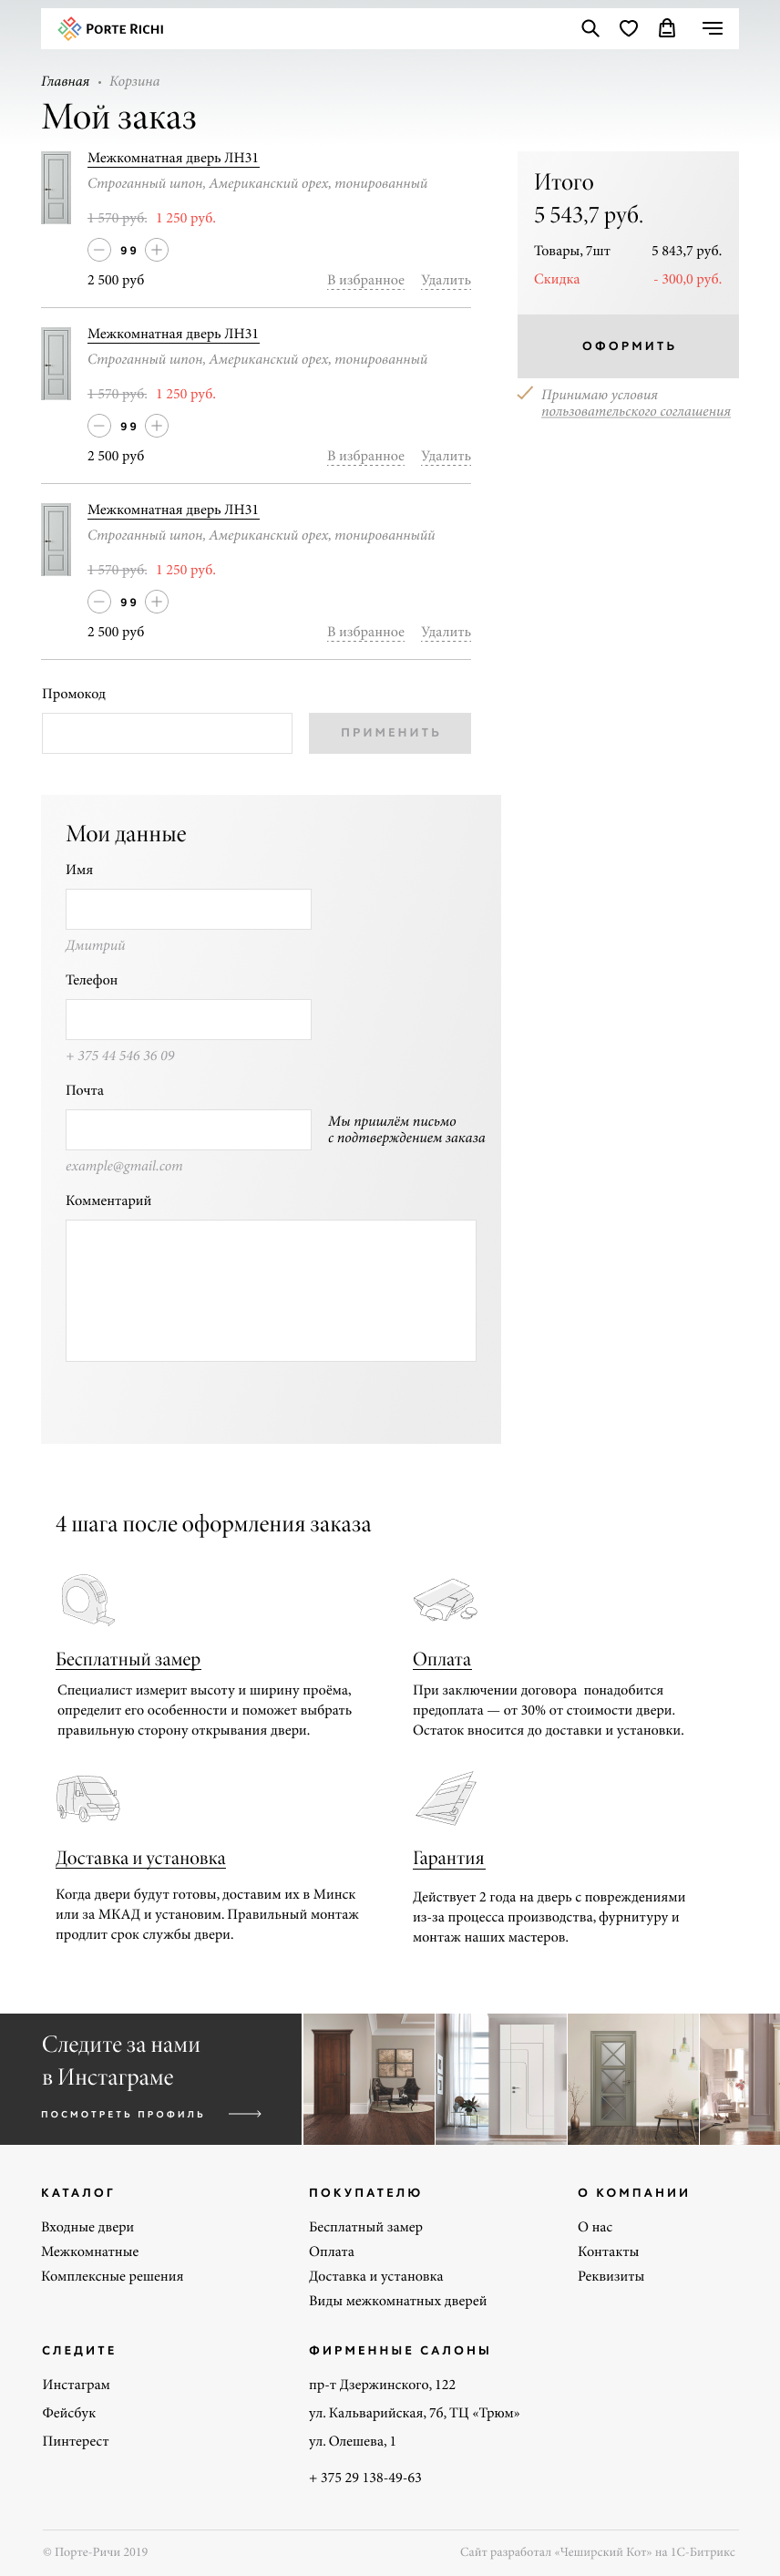 PORTE RICHI
Главная • Корзина
Мой заказ
Межкомнатная дверь ЛН31
Строганный шпон, Американский орех, тонированный
1 570 руб. 1 250 руб.
99
2 500 руб В избранное Удалить
Межкомнатная дверь ЛН31
Строганный шпон, Американский орех, тонированный
1 570 руб. 1 250 руб.
99
2 500 руб В избранное Удалить
Межкомнатная дверь ЛН31
Строганный шпон, Американский орех, тонированныйй
1 570 руб. 1 250 руб.
99
2 500 руб В избранное Удалить
Промокод
ПРИМЕНИТЬ
Итого
5 543,7 руб.
Товары, 7шт 5 843,7 руб.
Скидка - 300,0 руб.
ОФОРМИТЬ
Принимаю условия
пользовательского соглашения
Мои данные
Имя
Дмитрий
Телефон
+ 375 44 546 36 09
Почта
Мы пришлём письмо
с подтверждением заказа
example@gmail.com
Комментарий
4 шага после оформления заказа
Бесплатный замер
Специалист измерит высоту и ширину проёма,
определит его особенности и поможет выбрать
правильную сторону открывания двери.
Оплата
При заключении договора понадобится
предоплата — от 30% от стоимости двери.
Остаток вносится до доставки и установки.
Доставка и установка
Когда двери будут готовы, доставим их в Минск
или за МКАД и установим. Правильный монтаж
продлит срок службы двери.
Гарантия
Действует 2 года на дверь с повреждениями
из-за процесса производства, фурнитуру и
монтаж наших мастеров.
Следите за нами
в Инстаграме
ПОСМОТРЕТЬ ПРОФИЛЬ
КАТАЛОГ
Входные двери
Межкомнатные
Комплексные решения
ПОКУПАТЕЛЮ
Бесплатный замер
Оплата
Доставка и установка
Виды межкомнатных дверей
О КОМПАНИИ
О нас
Контакты
Реквизиты
СЛЕДИТЕ
Инстаграм
Фейсбук
Пинтерест
ФИРМЕННЫЕ САЛОНЫ
пр-т Дзержинского, 122
ул. Кальварийская, 7б, ТЦ «Трюм»
ул. Олешева, 1
+ 375 29 138-49-63
© Порте-Ричи 2019
Сайт разработал «Чеширский Кот» на 1С-Битрикс